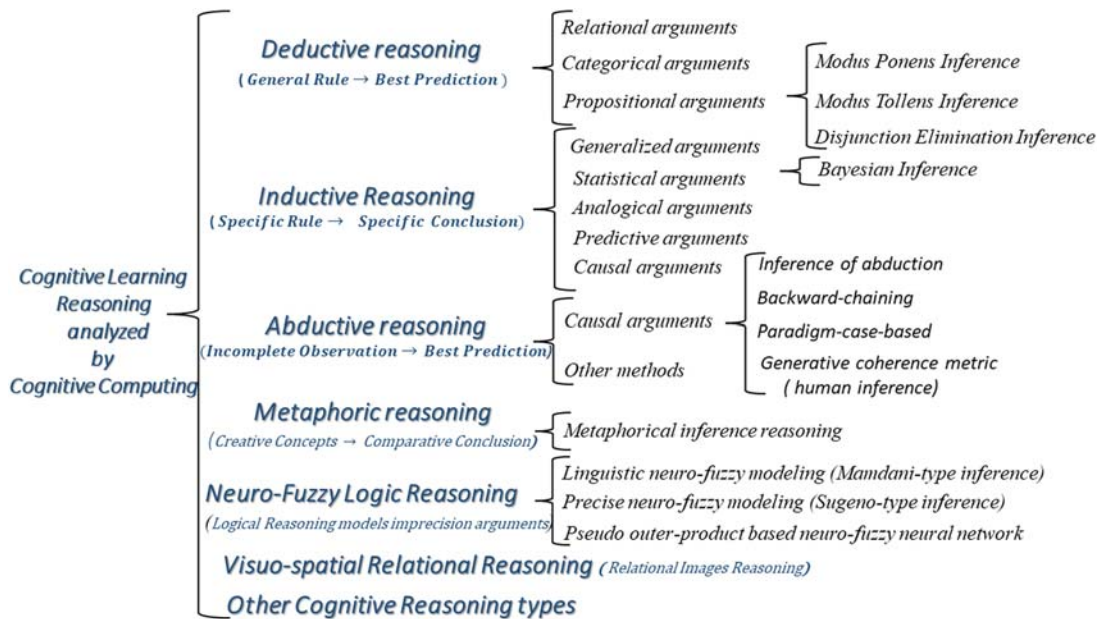 Cognitive Learning
Reasoning
analyzed
by
Cognitive Computing
Deductive reasoning
(General Rule → Best Prediction)
Relational arguments
Categorical arguments
Propositional arguments
Modus Ponens Inference
Modus Tollens Inference
Disjunction Elimination Inference
Inductive Reasoning
(Specific Rule → Specific Conclusion)
Generalized arguments
Statistical arguments
Bayesian Inference
Analogical arguments
Predictive arguments
Causal arguments
Abductive reasoning
(Incomplete Observation → Best Prediction)
Causal arguments
Inference of abduction
Backward-chaining
Paradigm-case-based
Generative coherence metric
( human inference)
Other methods
Metaphoric reasoning
(Creative Concepts → Comparative Conclusion)
Metaphorical inference reasoning
Neuro-Fuzzy Logic Reasoning
(Logical Reasoning models imprecision arguments)
Linguistic neuro-fuzzy modeling (Mamdani-type inference)
Precise neuro-fuzzy modeling (Sugeno-type inference)
Pseudo outer-product based neuro-fuzzy neural network
Visuo-spatial Relational Reasoning (Relational Images Reasoning)
Other Cognitive Reasoning types